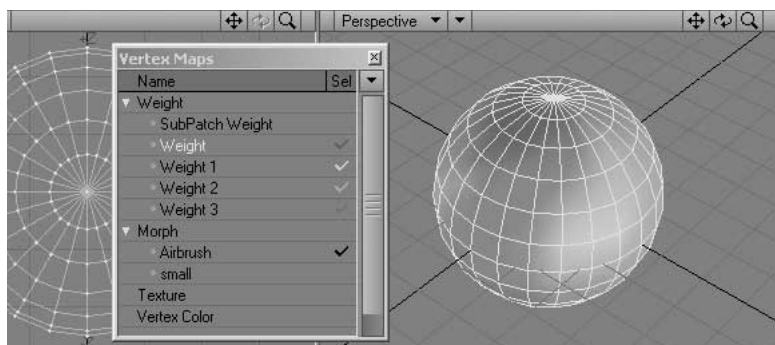 Perspective
Vertex Maps
Name Sel
Weight
SubPatch Weight
Weight
Weight 1
Weight 2
Weight 3
Morph
Airbrush
small
Texture
Vertex Color